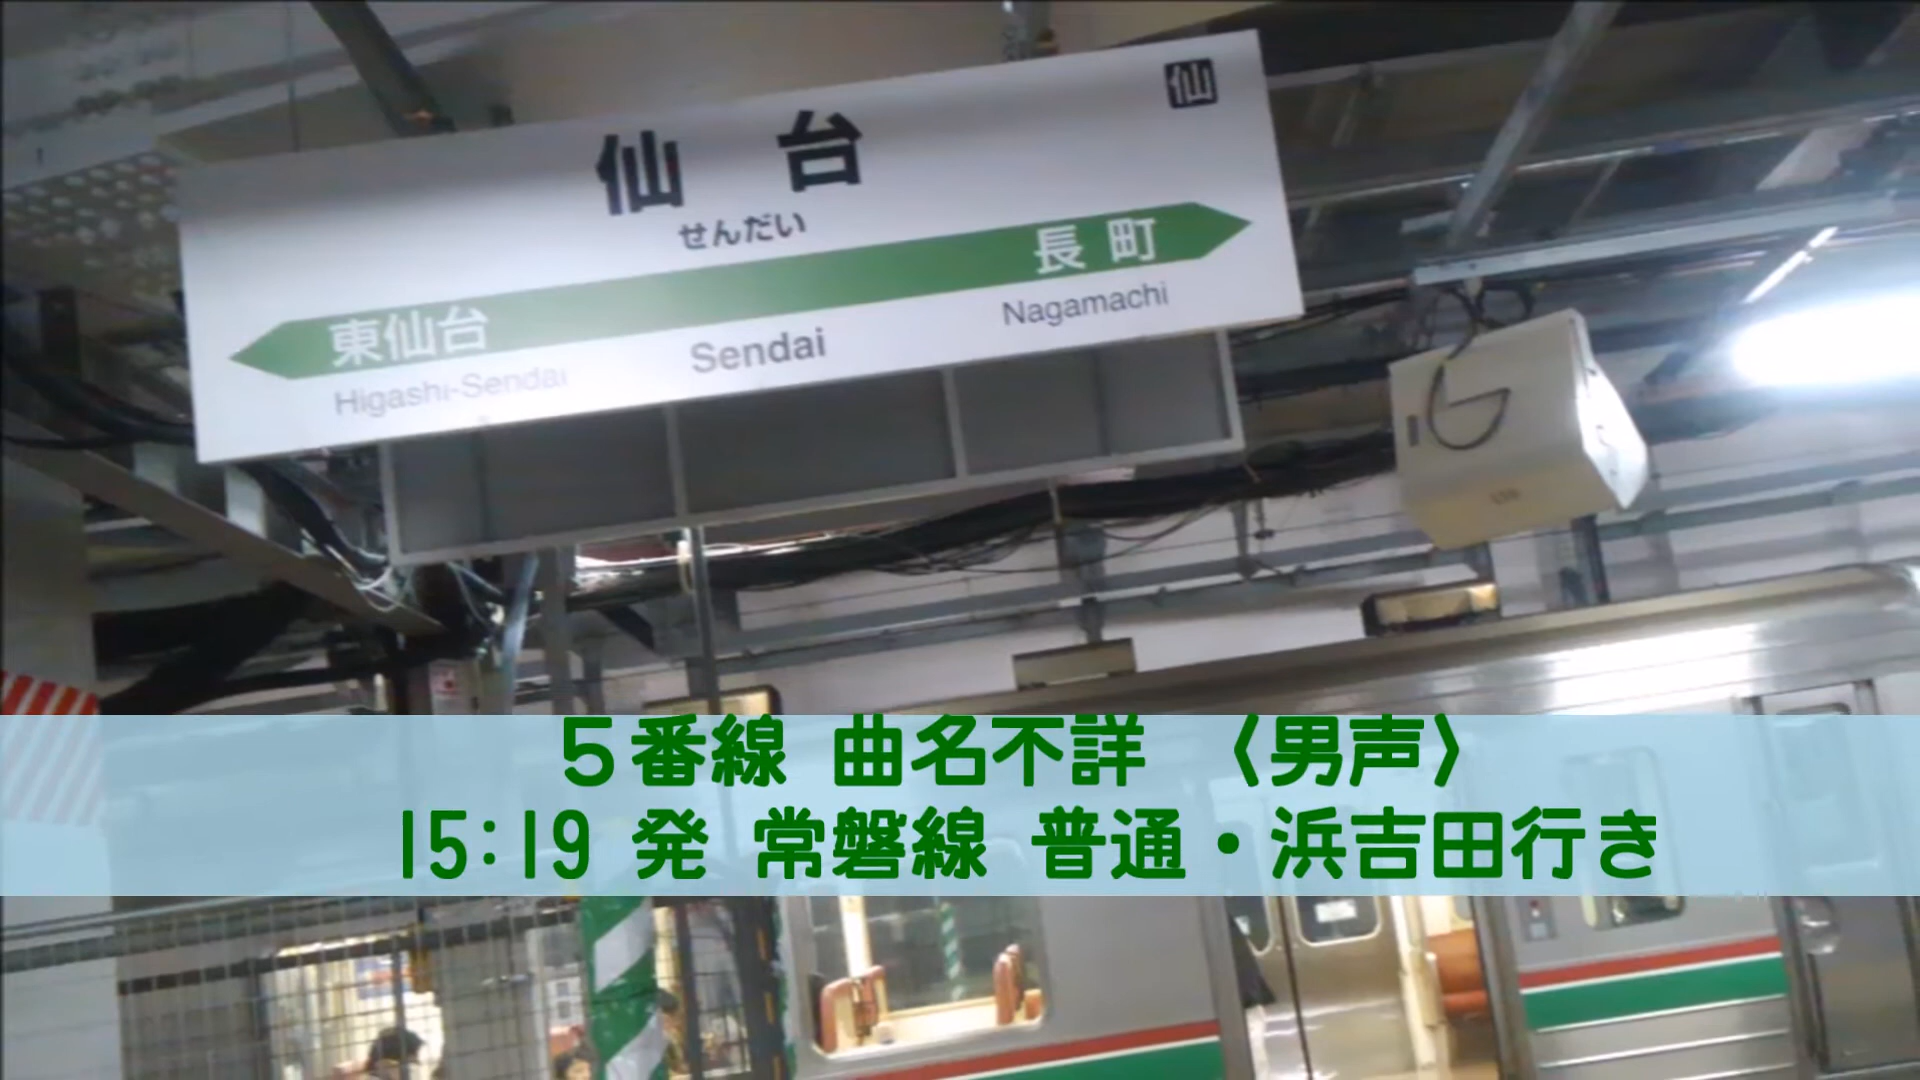 仙
仙台
せんだい
東仙台 長町
Higashi-Sendai Sendai Nagamachi
5番線 曲名不詳 〈男声〉
15:19 発 常磐線 普通・浜吉田行き